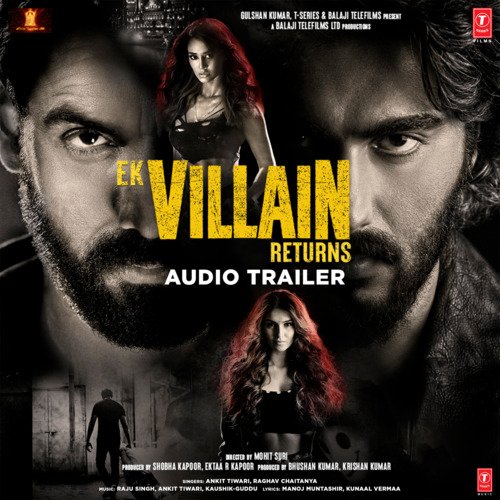 GULSHAN KUMAR, T-SERIES & BALAJI TELEFILMS PRESENT
A BALAJI TELEFILMS LTD PRODUCTIONS
T
SERIES
FILMS
EK
VILLAIN
RETURNS
AUDIO TRAILER
DIRECTED BY MOHIT SURI
PRODUCED BY SHOBHA KAPOOR, EKTAA R KAPOOR PRODUCED BY BHUSHAN KUMAR, KRISHAN KUMAR
SINGERS: ANKIT TIWARI, RAGHAV CHAITANYA
MUSIC: RAJU SINGH, ANKIT TIWARI, KAUSHIK-GUDDU LYRICS: MANOJ MUNTASHIR, KUNAAL VERMAA
T
SERIES
MUSIC